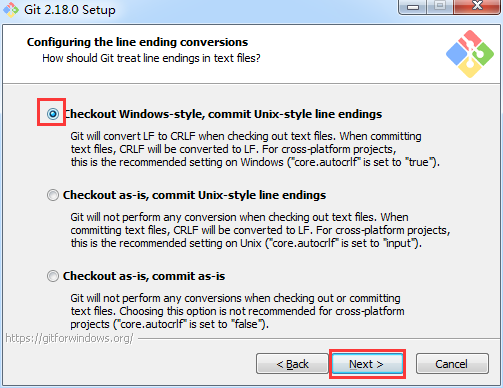 Git 2.18.0 Setup
Configuring the line ending conversions
How should Git treat line endings in text files?
Checkout Windows-style, commit Unix-style line endings
Git will convert LF to CRLF when checking out text files. When committing
text files, CRLF will be converted to LF. For cross-platform projects,
this is the recommended setting on Windows ("core.autocrlf" is set to "true").
Checkout as-is, commit Unix-style line endings
Git will not perform any conversion when checking out text files. When
committing text files, CRLF will be converted to LF. For cross-platform projects,
this is the recommended setting on Unix ("core.autocrlf" is set to "input").
Checkout as-is, commit as-is
Git will not perform any conversions when checking out or committing
text files. Choosing this option is not recommended for cross-platform
projects ("core.autocrlf" is set to "false").
https://gitforwindows.org/
< Back
Next >
Cancel